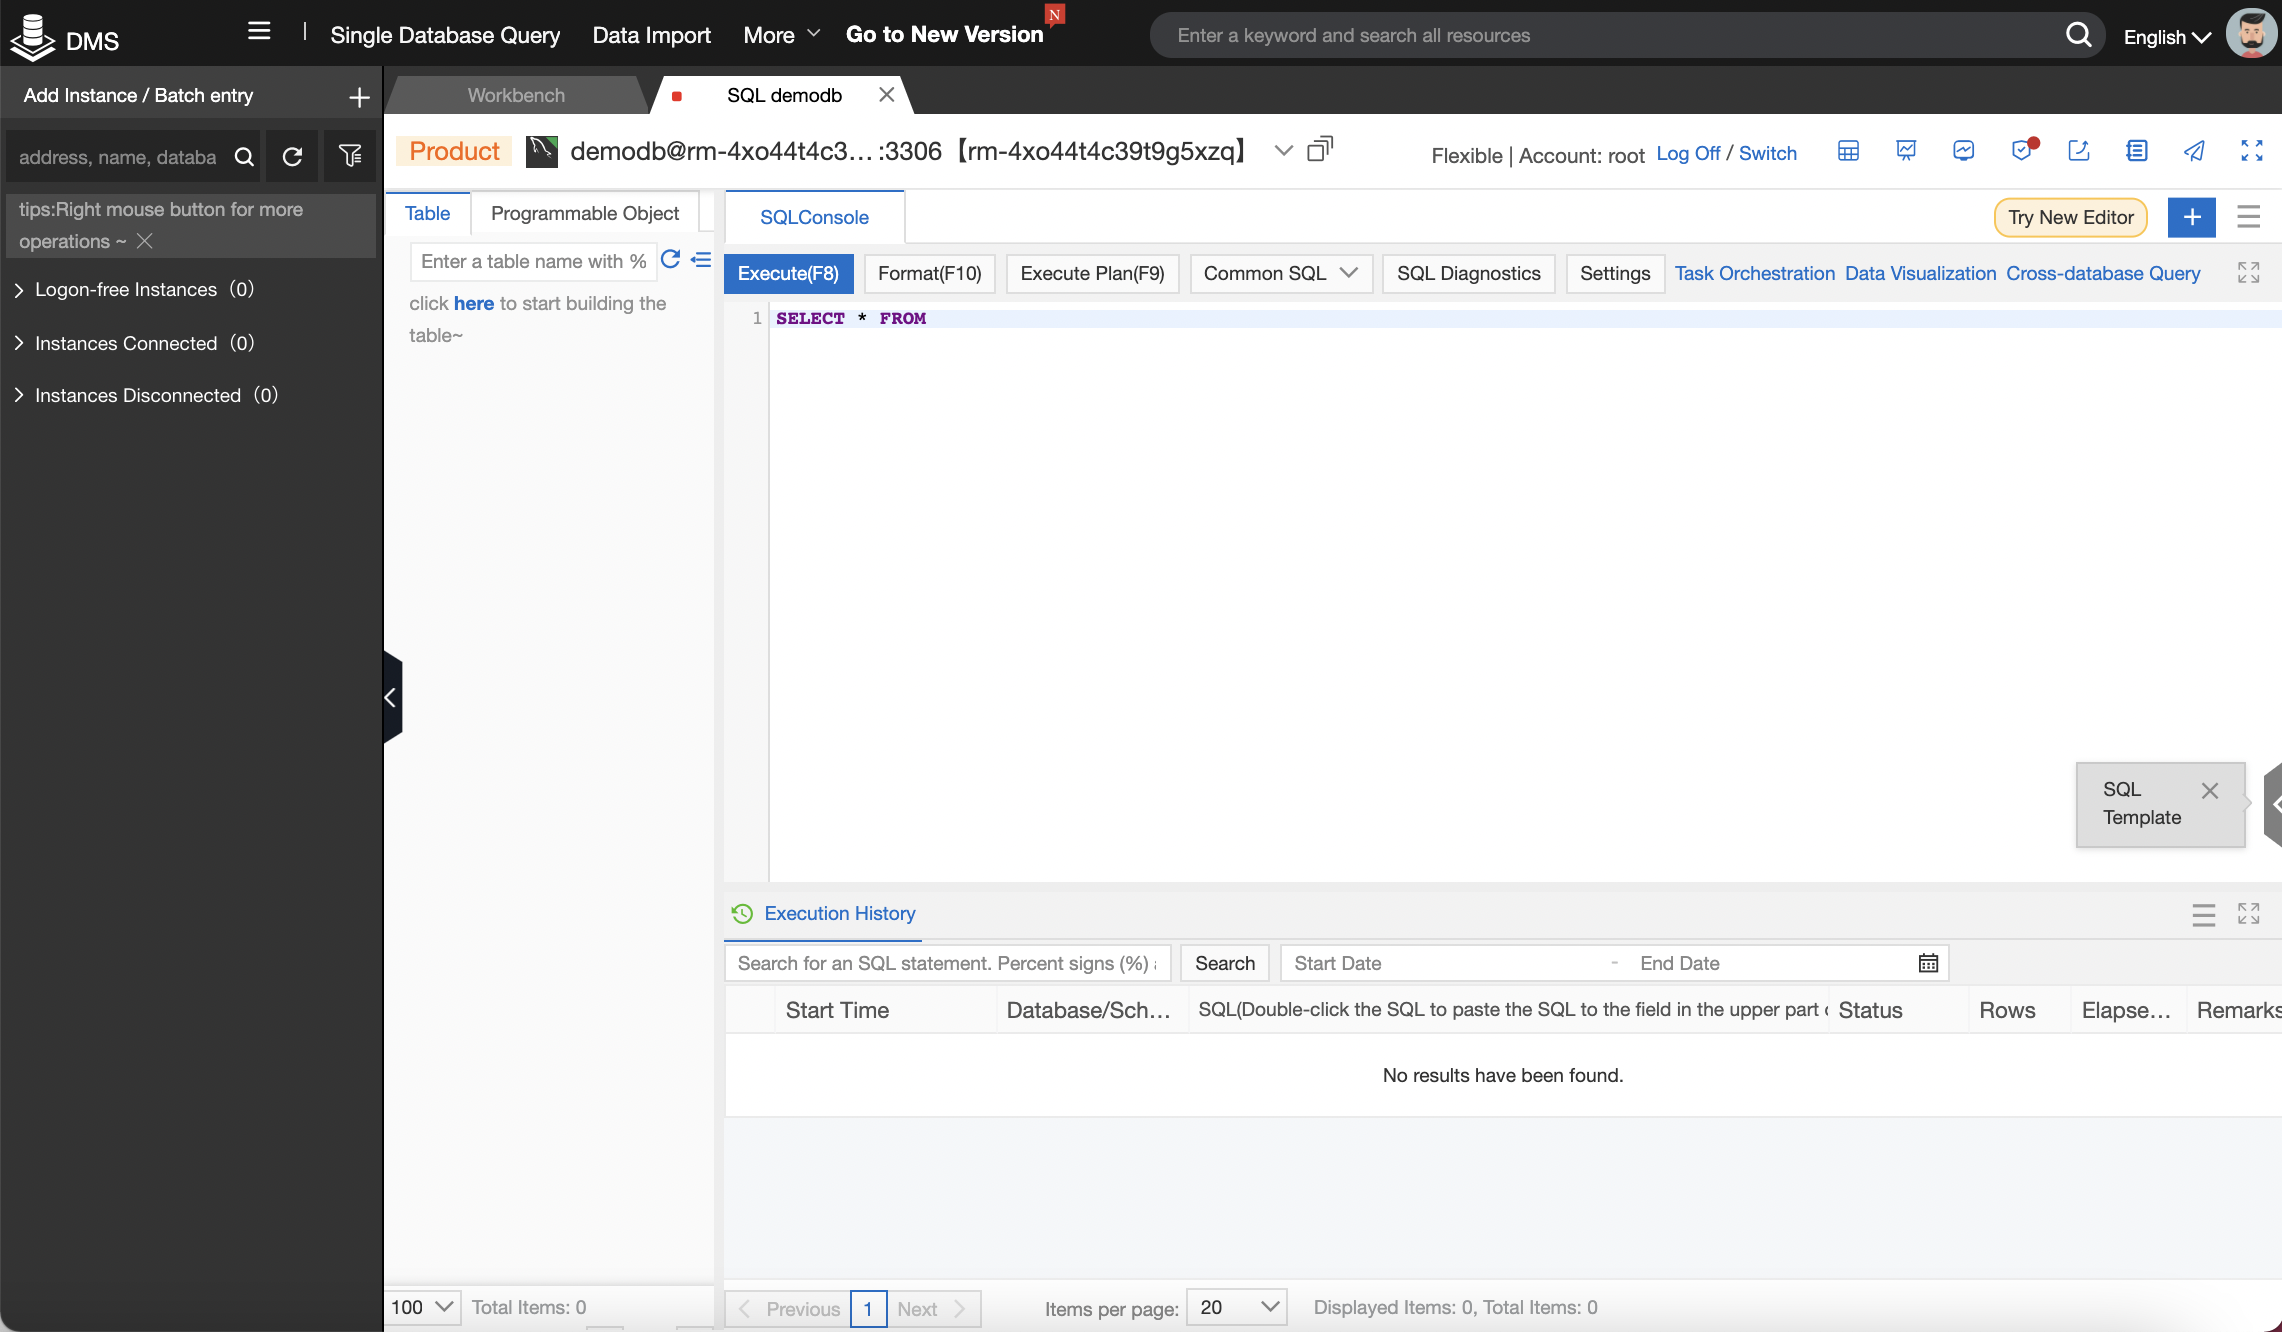 DMS
Single Database Query
Data Import
More
Go to New Version
N
Enter a keyword and search all resources
English
Add Instance / Batch entry
Workbench
SQL demodb
address, name, databa
Product
demodb@rm-4xo44t4c3... :3306【rm-4xo44t4c39t9g5xzq】
Flexible | Account: root Log Off / Switch
tips:Right mouse button for more
operations ~
Logon-free Instances (0)
Instances Connected (0)
Instances Disconnected (0)
Table
Programmable Object
Enter a table name with %
click here to start building the
table~
SQLConsole
Try New Editor
Execute(F8)
Format(F10)
Execute Plan(F9)
Common SQL
SQL Diagnostics
Settings
Task Orchestration
Data Visualization
Cross-database Query
1
SELECT * FROM
SQL
Template
Execution History
Search for an SQL statement. Percent signs (%)
Search
Start Date
-
End Date
Start Time
Database/Sch...
SQL(Double-click the SQL to paste the SQL to the field in the upper part
Status
Rows
Elapse...
Remarks
No results have been found.
100
Total Items: 0
Previous
1
Next
Items per page:
20
Displayed Items: 0, Total Items: 0